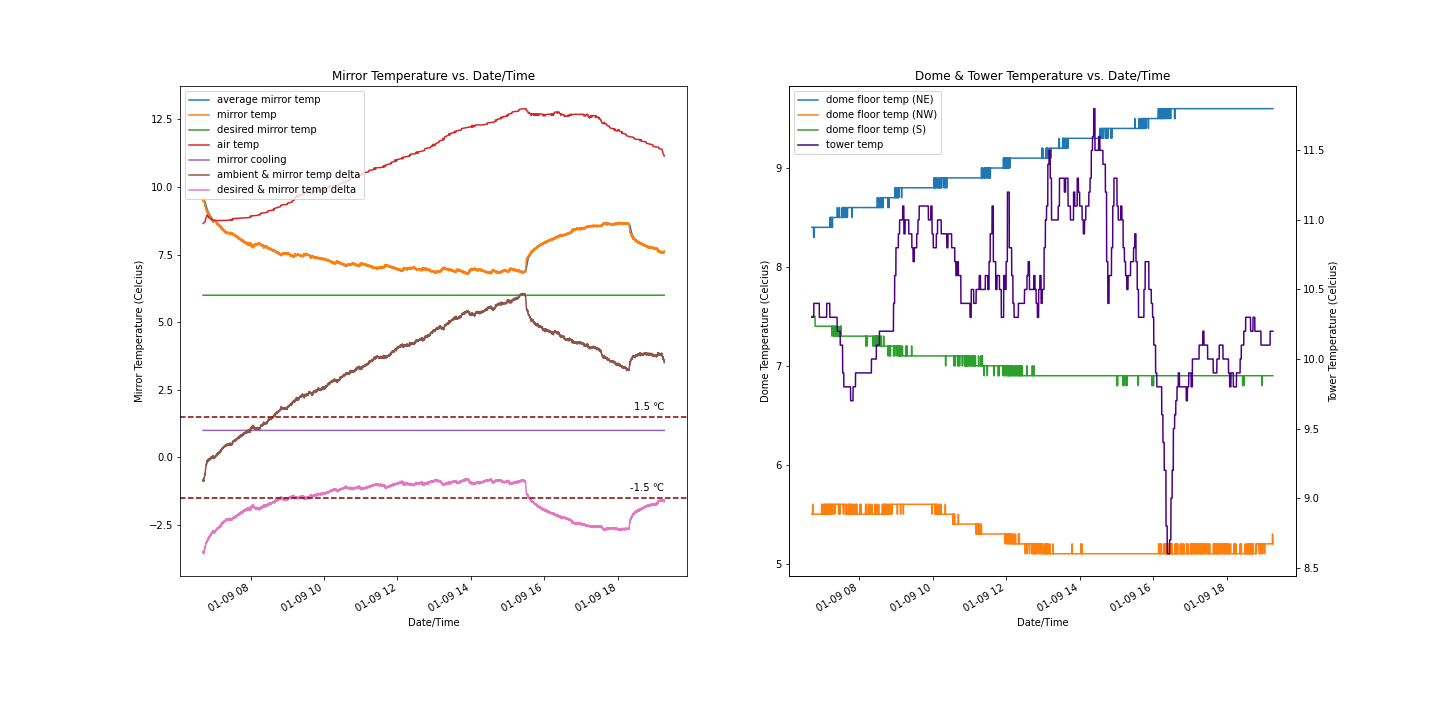 Mirror Temperature vs. Date/Time
average mirror temp
mirror temp
desired mirror temp
air temp
mirror cooling
ambient & mirror temp delta
desired & mirror temp delta
12.5
10.0
7.5
5.0
2.5
0.0
−2.5
Mirror Temperature (Celcius)
1.5 °C
-1.5 °C
01-09 08
01-09 10
01-09 12
01-09 14
01-09 16
01-09 18
Date/Time
Dome & Tower Temperature vs. Date/Time
dome floor temp (NE)
dome floor temp (NW)
dome floor temp (S)
tower temp
9
8
7
6
5
Dome Temperature (Celcius)
11.5
11.0
10.5
10.0
9.5
9.0
8.5
Tower Temperature (Celcius)
01-09 08
01-09 10
01-09 12
01-09 14
01-09 16
01-09 18
Date/Time